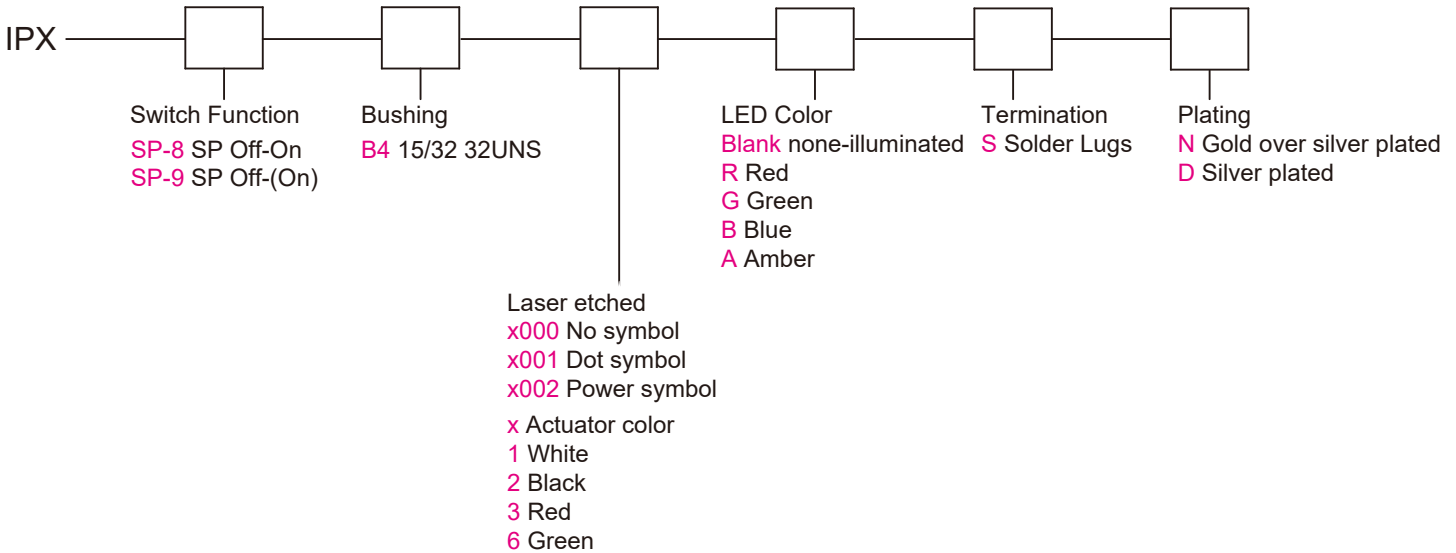 IPX
Switch Function
SP-8 SP Off-On
SP-9 SP Off-(On)
Bushing
B4 15/32 32UNS
Laser etched
x000 No symbol
x001 Dot symbol
x002 Power symbol
x Actuator color
1 White
2 Black
3 Red
6 Green
LED Color
Blank none-illuminated
R Red
G Green
B Blue
A Amber
Termination
S Solder Lugs
Plating
N Gold over silver plated
D Silver plated